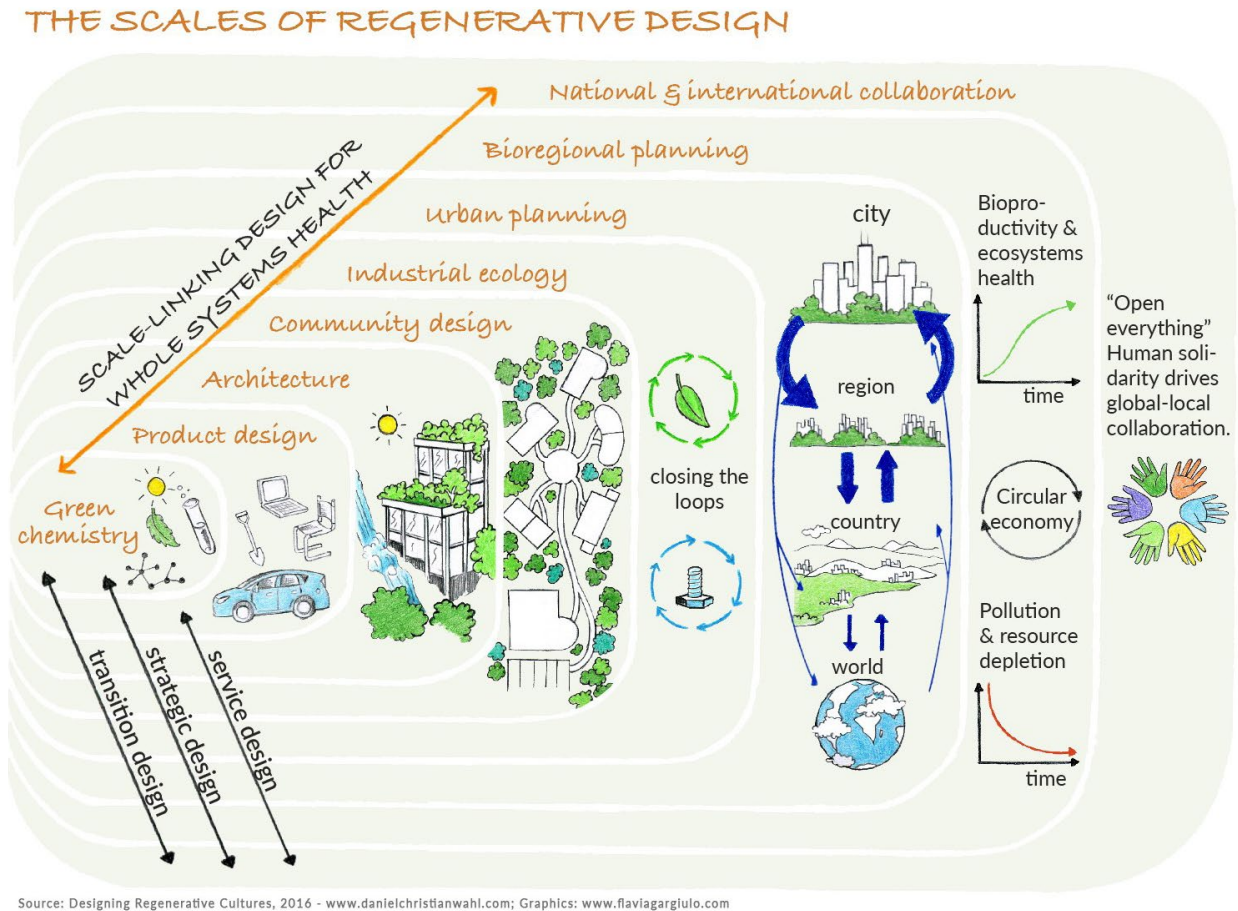 THE SCALES OF REGENERATIVE DESIGN
National & international collaboration
Bioregional planning
Urban planning
Industrial ecology
Community design
Architecture
Product design
Green
chemistry
SCALE-LINKING DESIGN FOR
WHOLE SYSTEMS HEALTH
transition design
strategic design
service design
closing the
loops
city
region
country
world
Biopro-
ductivity &
ecosystems
health
time
Circular
economy
Pollution
& resource
depletion
time
“Open
everything”
Human soli-
darity drives
global-local
collaboration.
Source: Designing Regenerative Cultures, 2016 - www.danielchristianwahl.com; Graphics: www.flaviagargiulo.com